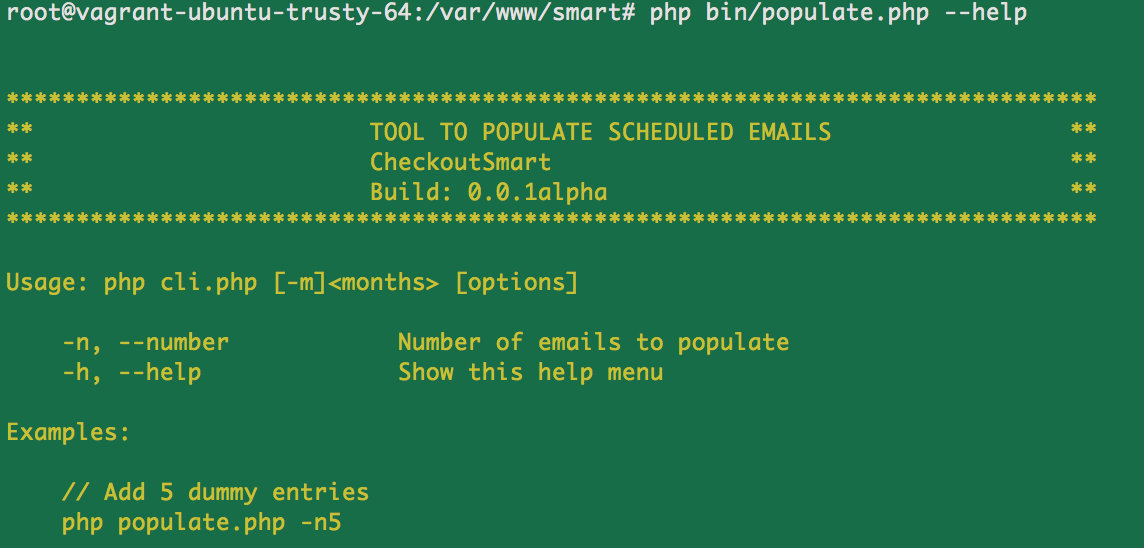 root@vagrant-ubuntu-trusty-64:/var/www/smart# php bin/populate.php --help
******************************************************************************
** TOOL TO POPULATE SCHEDULED EMAILS **
** CheckoutSmart **
** Build: 0.0.1alpha **
******************************************************************************
Usage: php cli.php [-m]<months> [options]
-n, --number Number of emails to populate
-h, --help Show this help menu
Examples:
// Add 5 dummy entries
php populate.php -n5